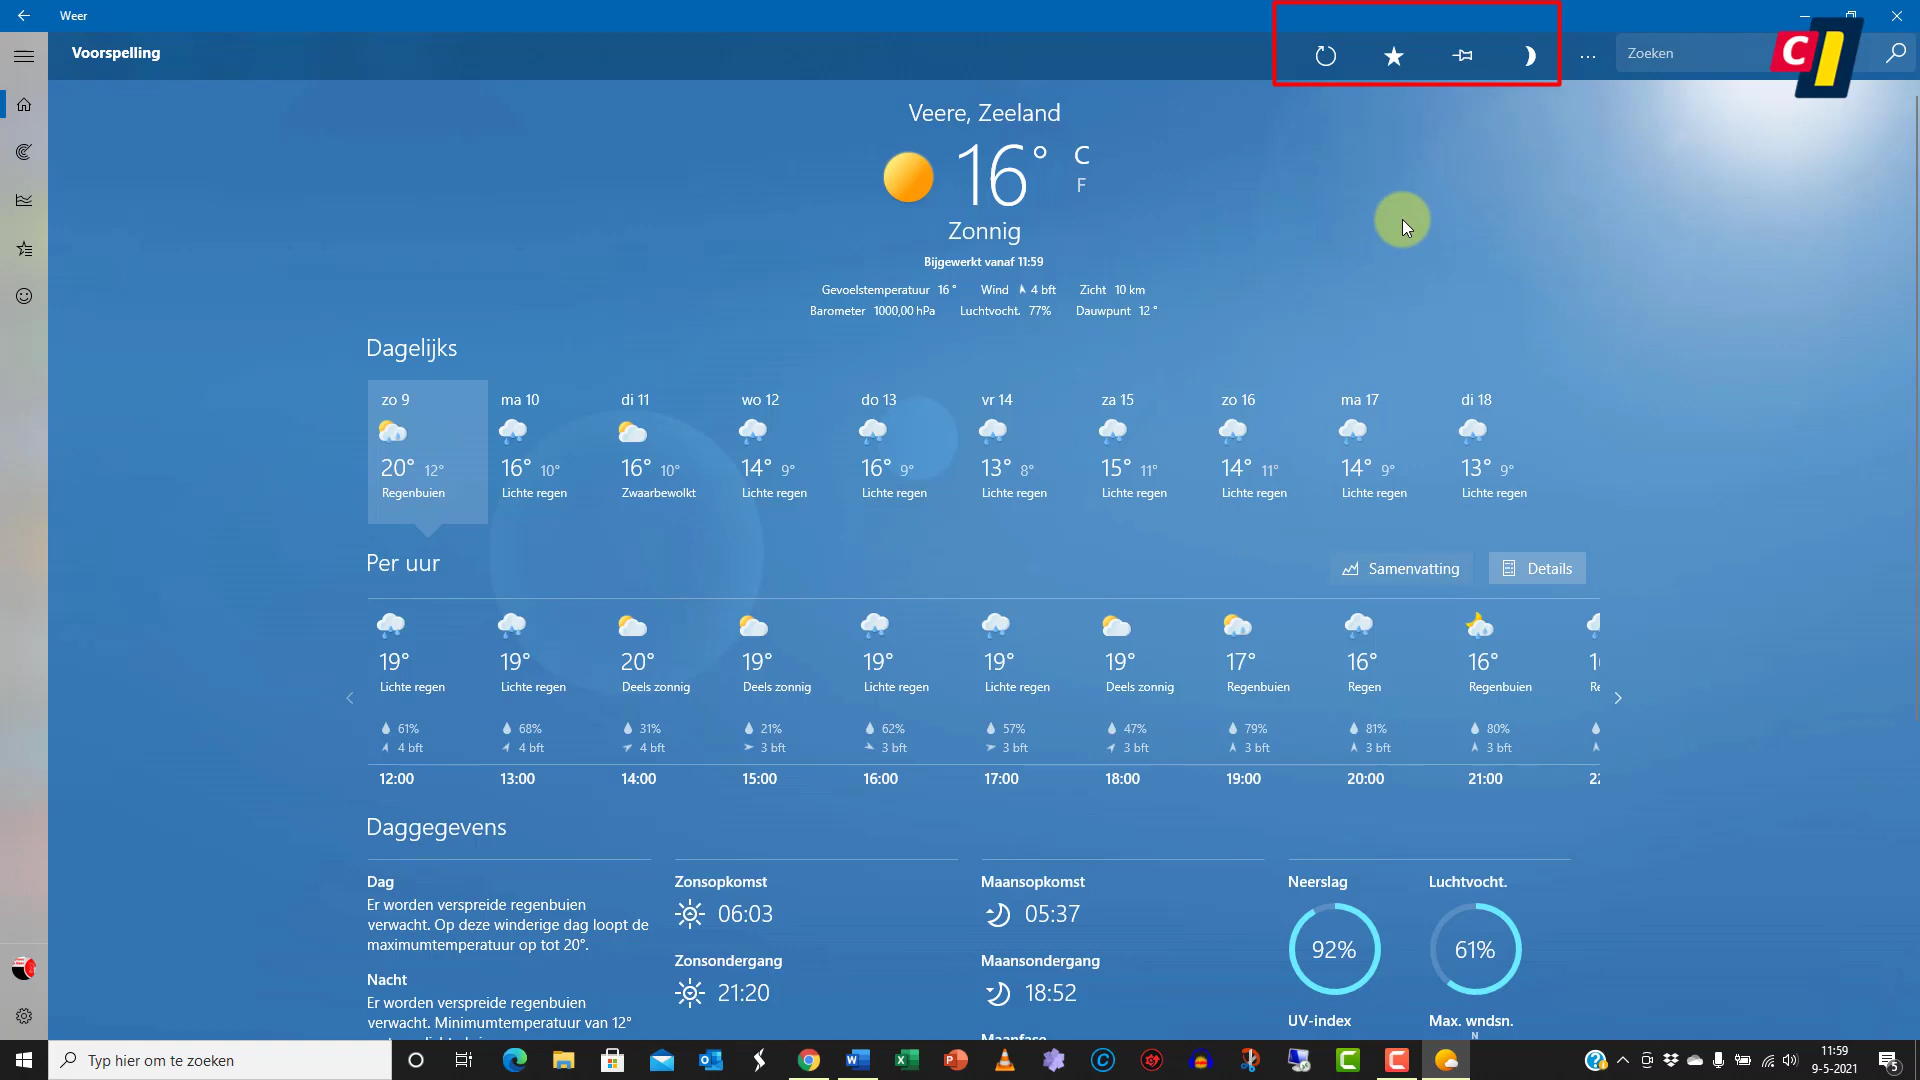 Weer
Voorspelling
Zoeken
C
Veere, Zeeland
16° C
F
Zonnig
Bijgewerkt vanaf 11:59
Gevoelstemperatuur 16 ° Wind 4 bft Zicht 10 km
Barometer 1000,00 hPa Luchtvocht. 77% Dauwpunt 12 °
Dagelijks
zo 9 ma 10 di 11 wo 12 do 13 vr 14 za 15 zo 16 ma 17 di 18
20° 12° 16° 10° 16° 10° 14° 9° 16° 9° 13° 8° 15° 11° 14° 11° 14° 9° 13° 9°
Regenbuien Lichte regen Zwaarbewolkt Lichte regen Lichte regen Lichte regen Lichte regen Lichte regen Lichte regen Lichte regen
Per uur
Samenvatting Details
19° 19° 20° 19° 19° 19° 19° 17° 16° 16°
Lichte regen Lichte regen Deels zonnig Deels zonnig Lichte regen Lichte regen Deels zonnig Regenbuien Regen Regenbuien
61% 68% 31% 21% 62% 57% 47% 79% 81% 80%
4 bft 4 bft 4 bft 3 bft 3 bft 3 bft 3 bft 3 bft 3 bft 3 bft
12:00 13:00 14:00 15:00 16:00 17:00 18:00 19:00 20:00 21:00
Daggegevens
Dag
Er worden verspreide regenbuien
verwacht. Op deze winderige dag loopt de
maximumtemperatuur op tot 20°.
Nacht
Er worden verspreide regenbuien
verwacht. Minimumtemperatuur van 12°
Zonsopkomst
06:03
Zonsondergang
21:20
Maansopkomst
05:37
Maansondergang
18:52
Maanfase
Neerslag
92%
UV-index
Luchtvocht.
61%
Max. wndsn.
N
Typ hier om te zoeken
11:59
9-5-2021
5